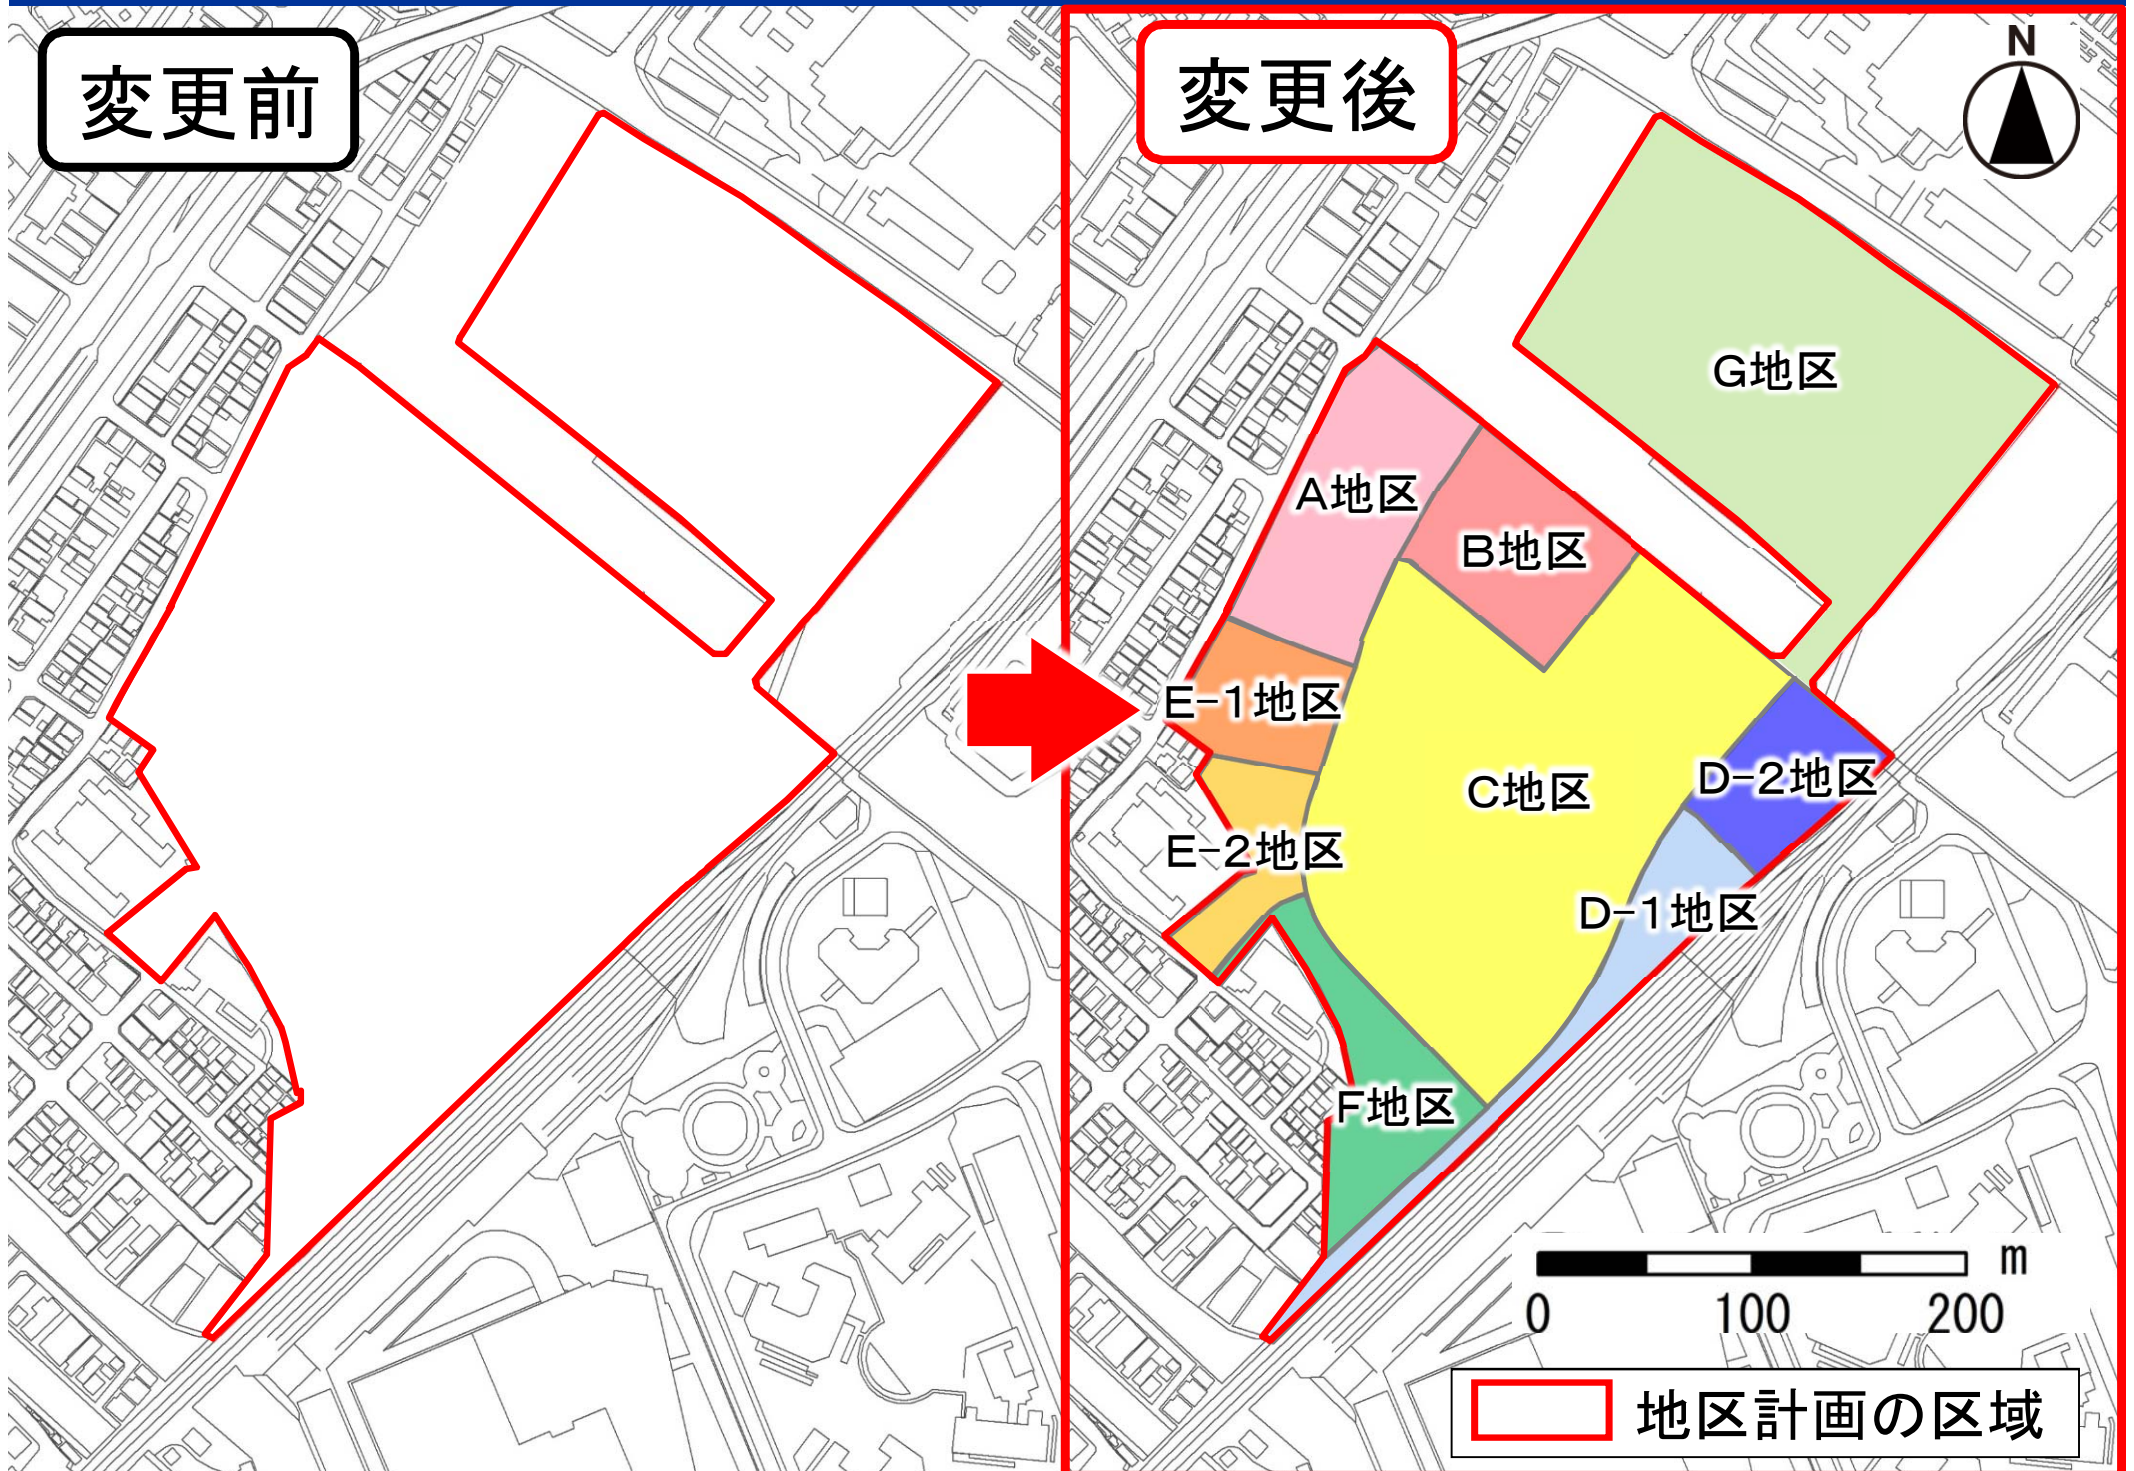 変更前
変更後
N
G地区
A地区
B地区
E-1地区
C地区
D-2地区
E-2地区
D-1地区
F地区
m
0 100 200
地区計画の区域